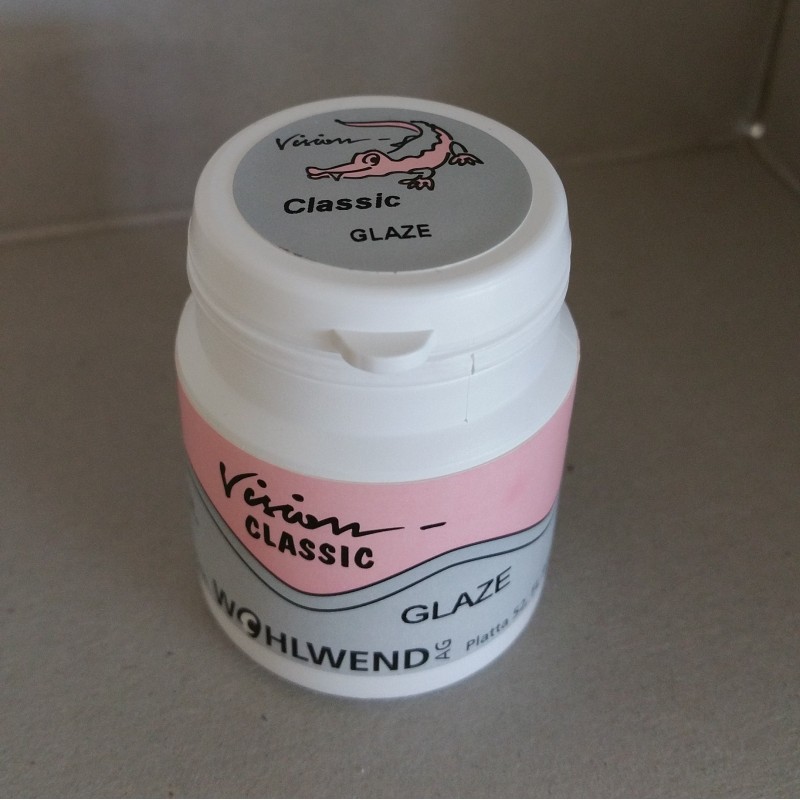 Vision -
Classic
GLAZE
Vision -
CLASSIC
GLAZE
WOHLWEND AG Platta